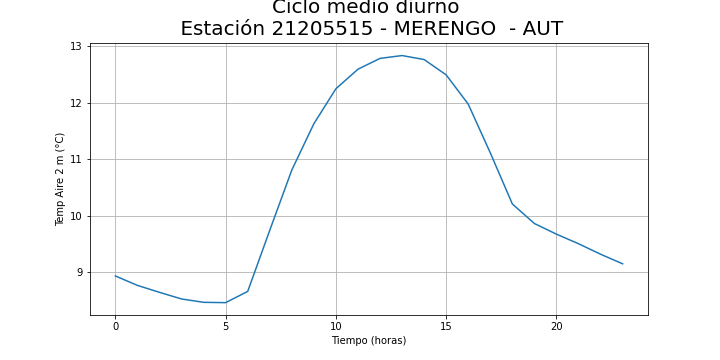 Ciclo medio diurno
Estación 21205515 - MERENGO  - AUT
13
12
11
10
9
Temp Aire 2 m (°C)
0 5 10 15 20
Tiempo (horas)